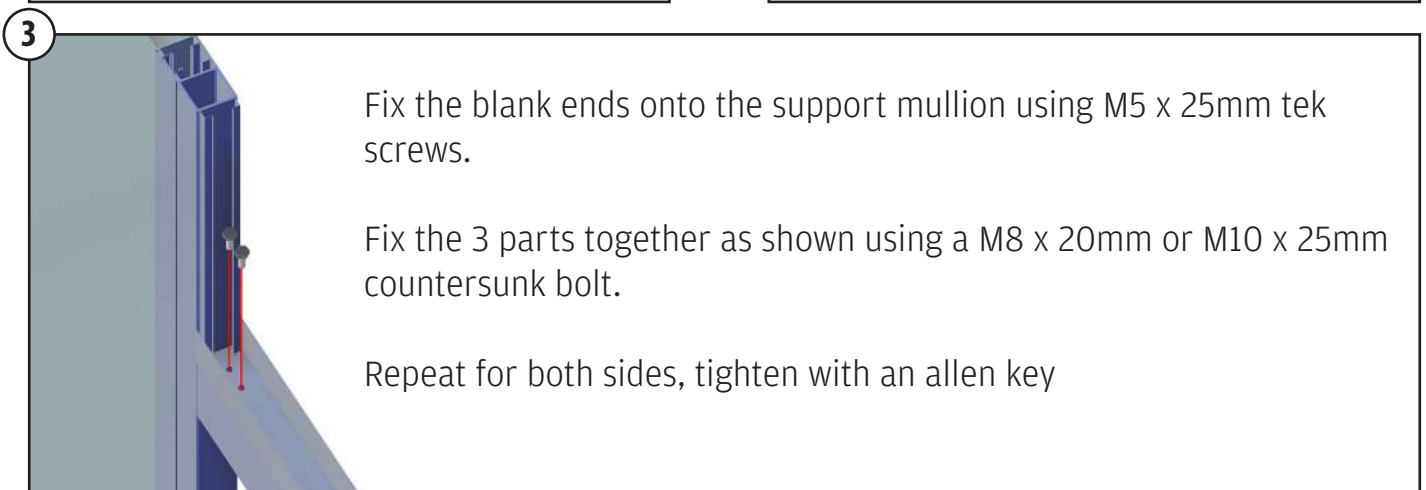 3
Fix the blank ends onto the support mullion using M5 x 25mm tek
screws.
Fix the 3 parts together as shown using a M8 x 20mm or M10 x 25mm
countersunk bolt.
Repeat for both sides, tighten with an allen key